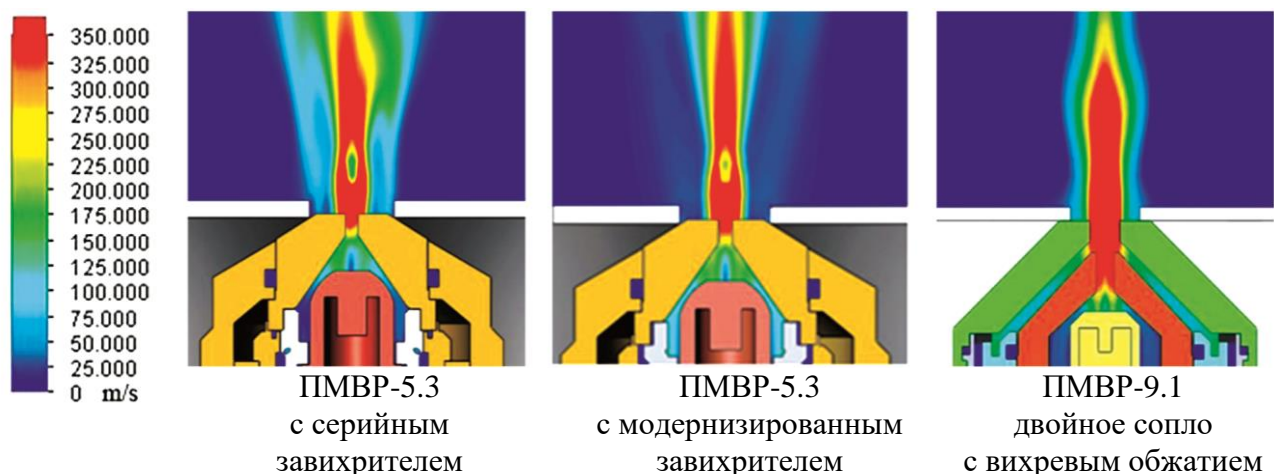 350.000
325.000
300.000
275.000
250.000
225.000
200.000
175.000
150.000
125.000
100.000
75.000
50.000
25.000
0 m/s
ПМВР-5.3
с серийным
завихрителем
ПМВР-5.3
с модернизированным
завихрителем
ПМВР-9.1
двойное сопло
с вихревым обжатием